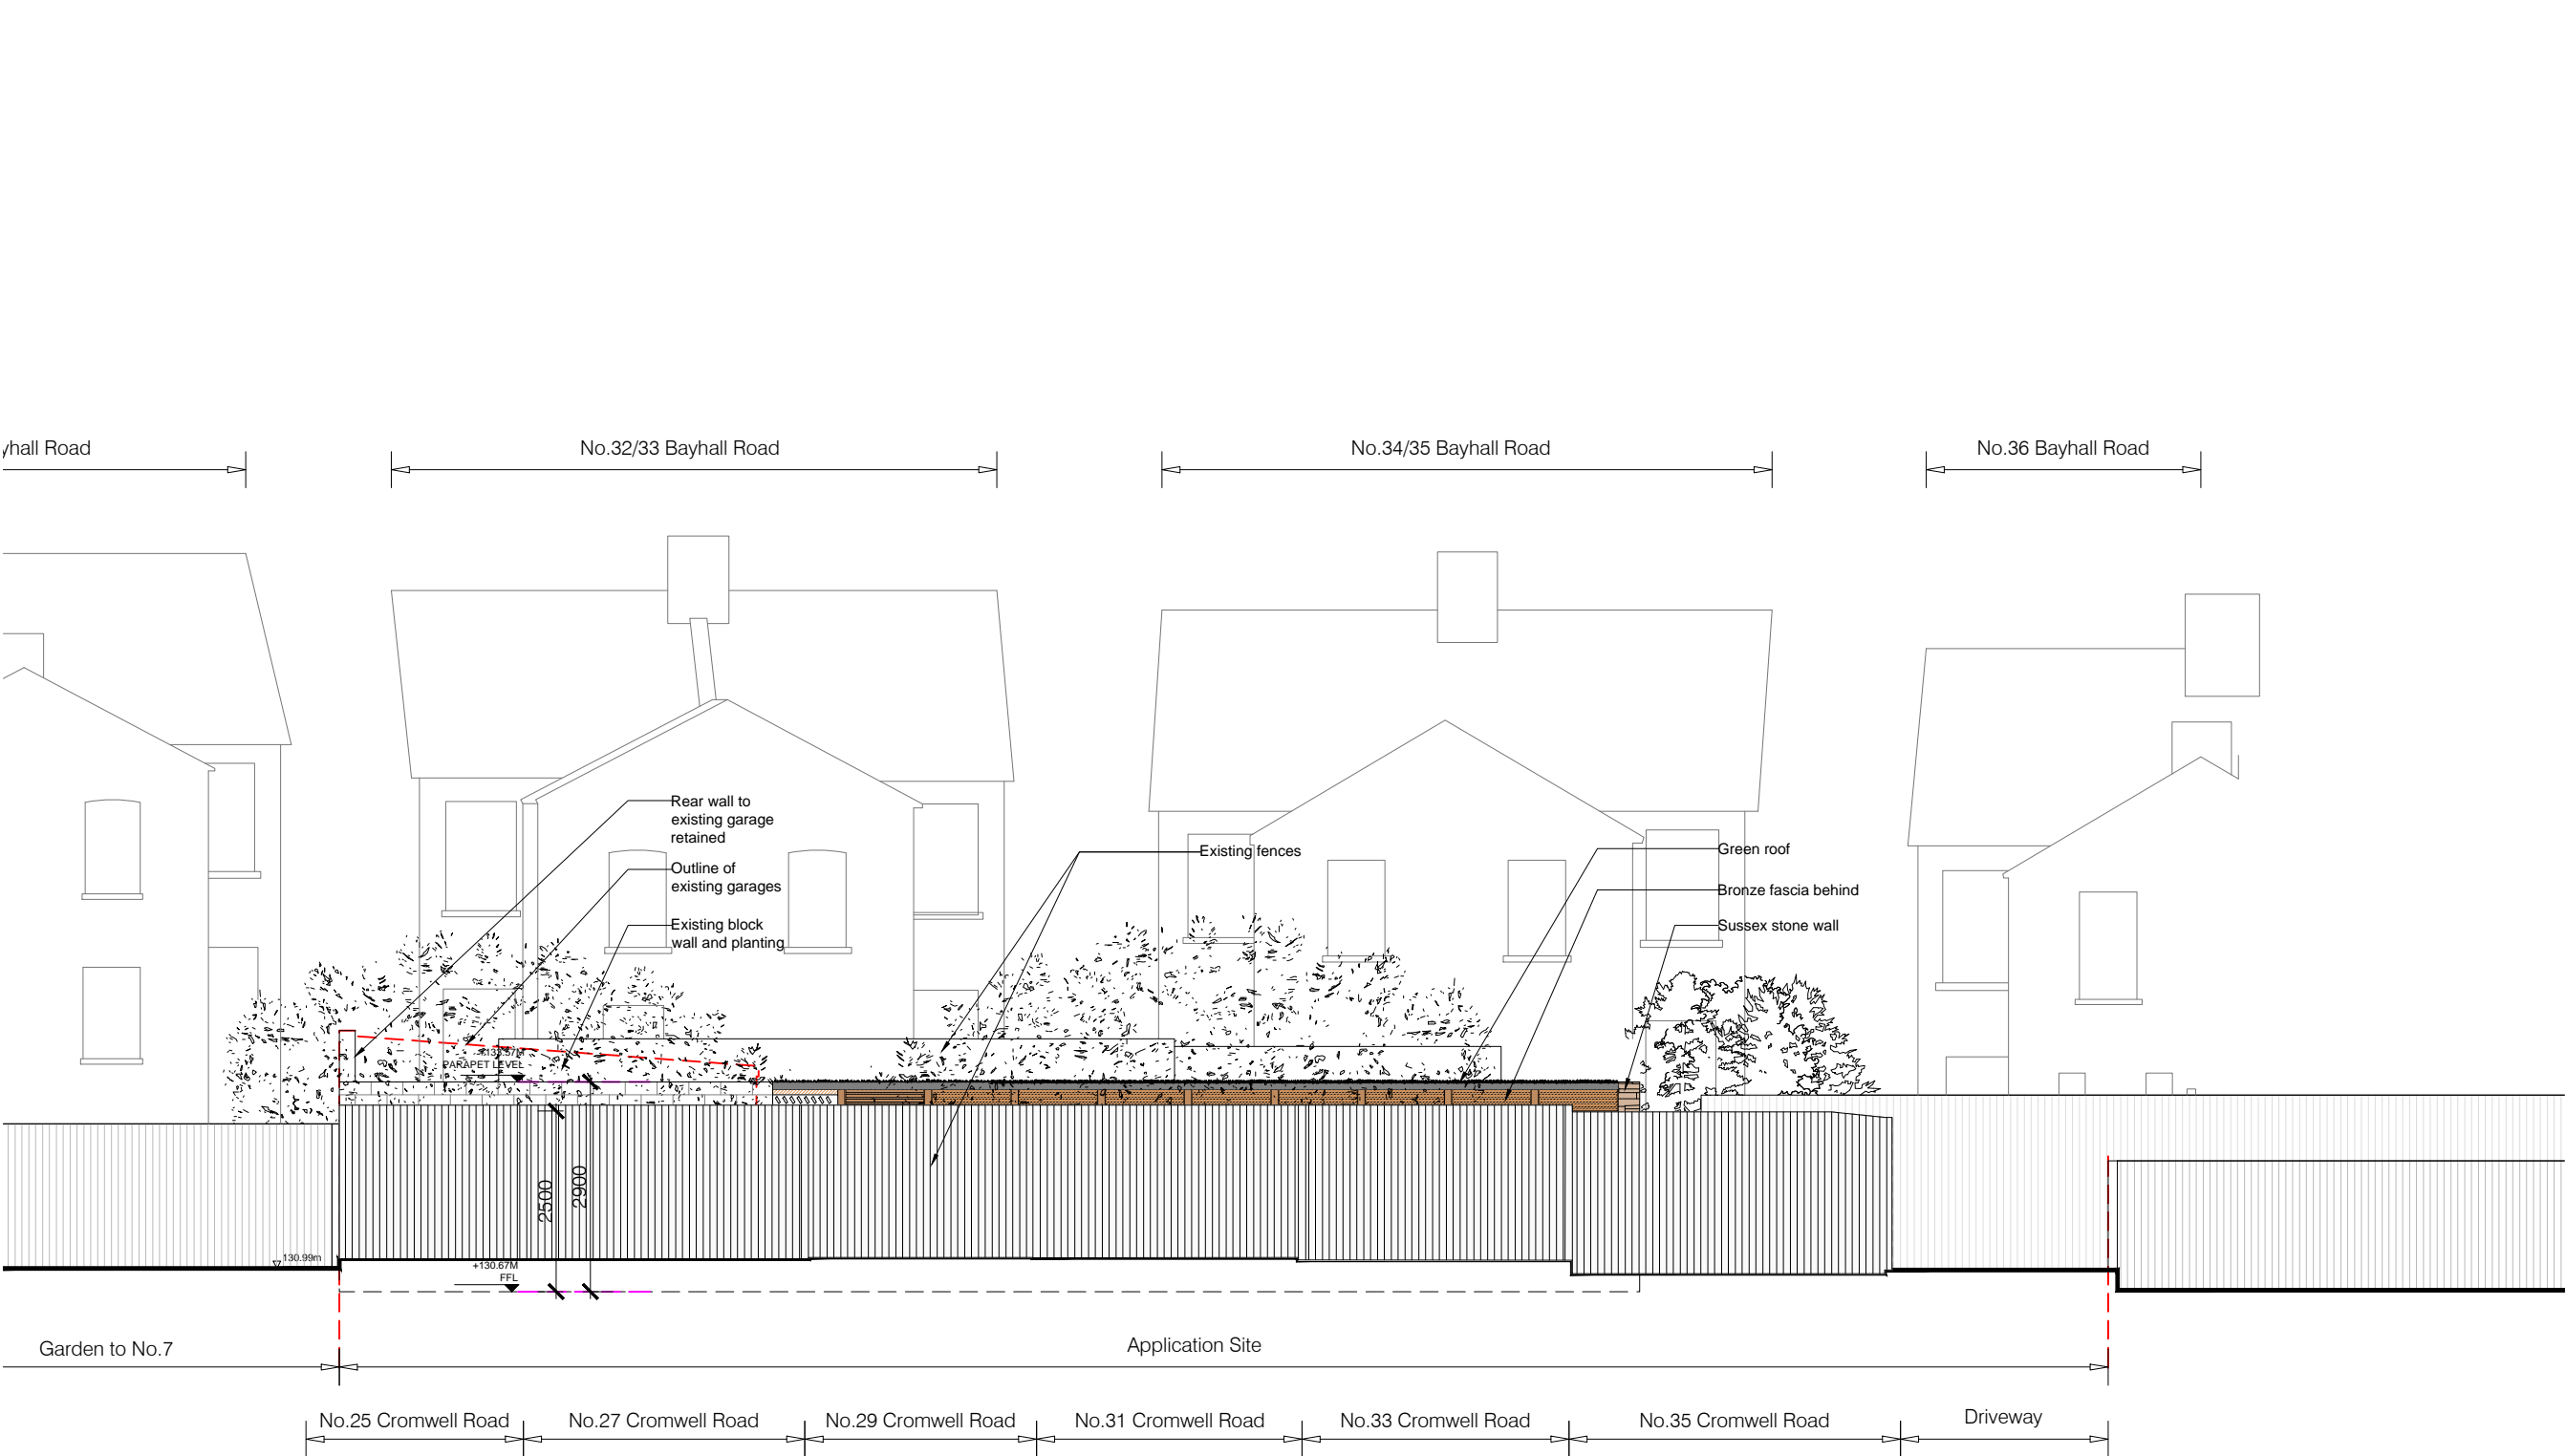 yhall Road
No.32/33 Bayhall Road
No.34/35 Bayhall Road
No.36 Bayhall Road
Rear wall to
existing garage
retained
Outline of
existing garages
Existing block
wall and planting
Existing fences
Green roof
Bronze fascia behind
Sussex stone wall
+133.57M
PARAPET LEVEL
2500
2900
130.99m
+130.67M
FFL
Garden to No.7
Application Site
No.25 Cromwell Road
No.27 Cromwell Road
No.29 Cromwell Road
No.31 Cromwell Road
No.33 Cromwell Road
No.35 Cromwell Road
Driveway